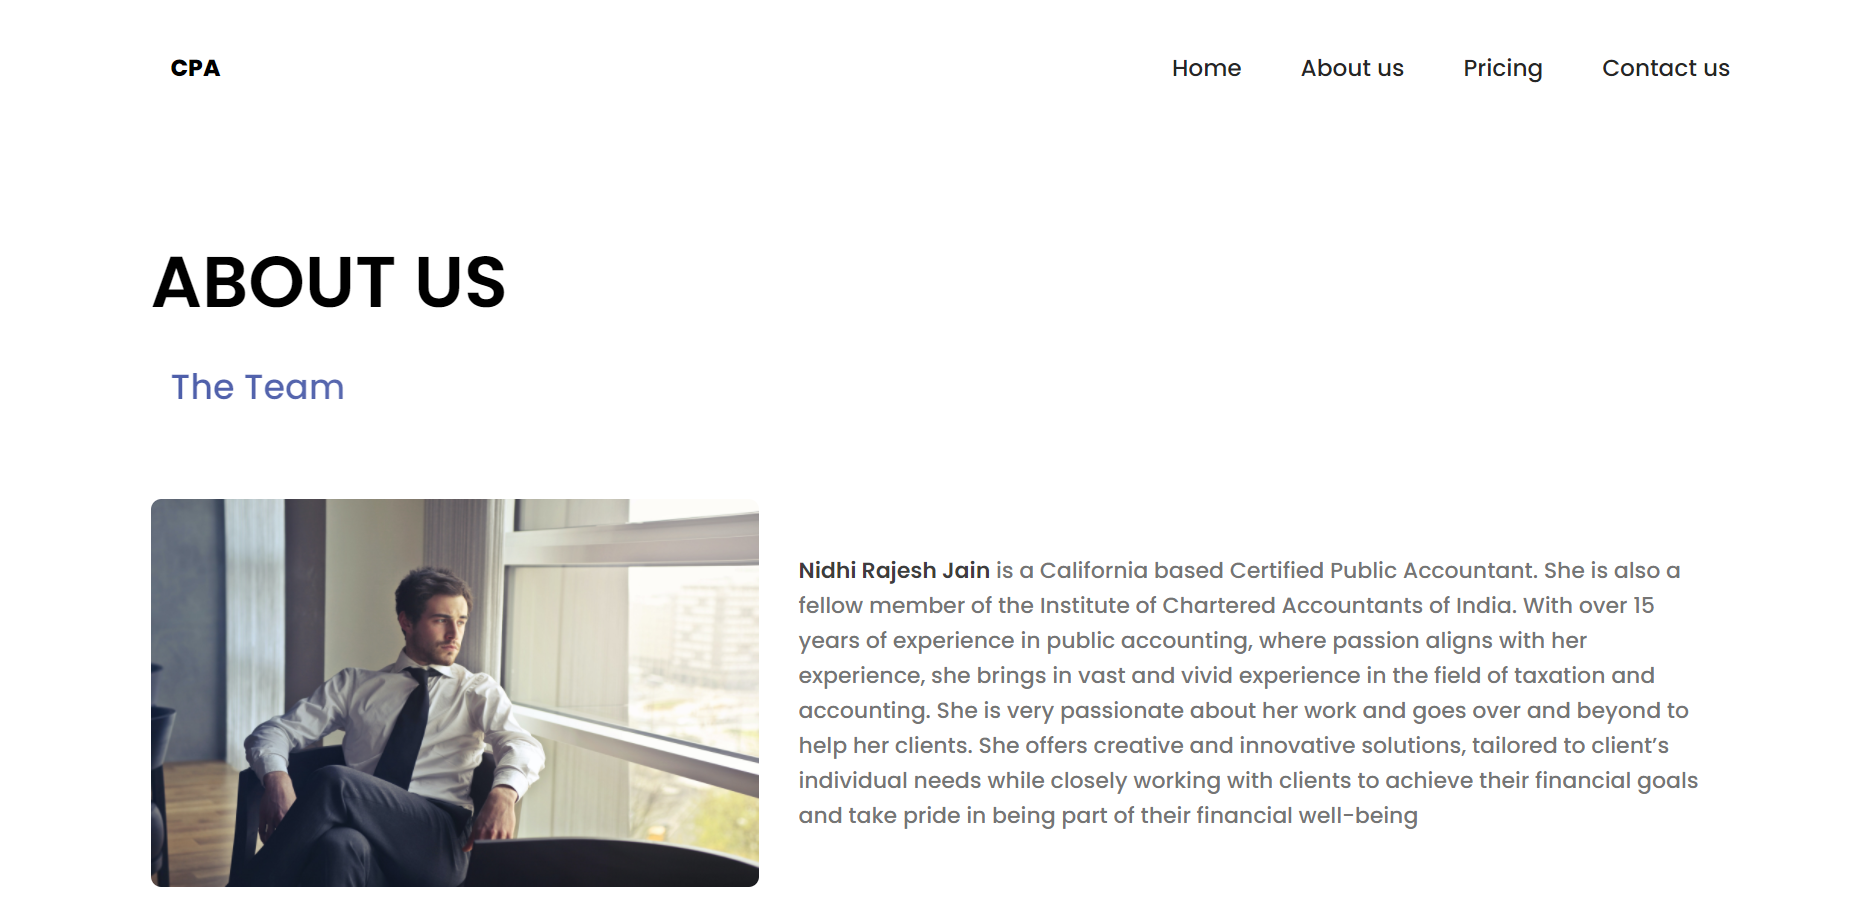 CPA
Home About us Pricing Contact us
ABOUT US
The Team
Nidhi Rajesh Jain is a California based Certified Public Accountant. She is also a
fellow member of the Institute of Chartered Accountants of India. With over 15
years of experience in public accounting, where passion aligns with her
experience, she brings in vast and vivid experience in the field of taxation and
accounting. She is very passionate about her work and goes over and beyond to
help her clients. She offers creative and innovative solutions, tailored to client’s
individual needs while closely working with clients to achieve their financial goals
and take pride in being part of their financial well-being